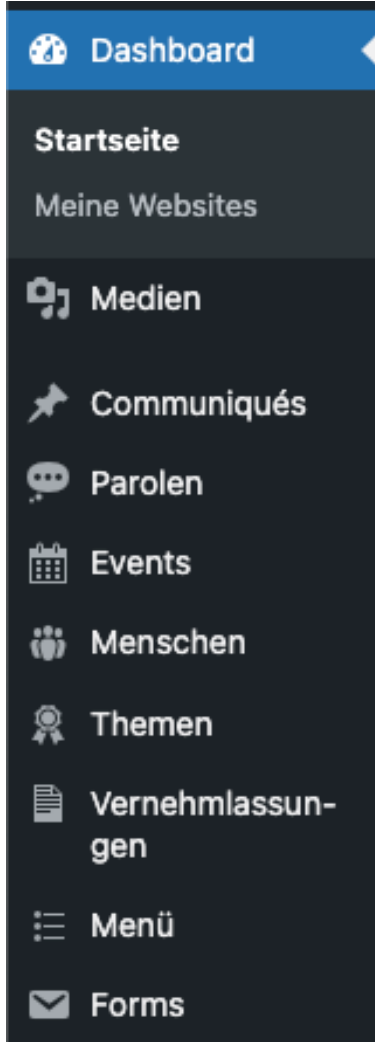 Dashboard
Startseite
Meine Websites
Medien
Communiqués
Parolen
Events
Menschen
Themen
Vernehmlassun-
gen
Menü
Forms